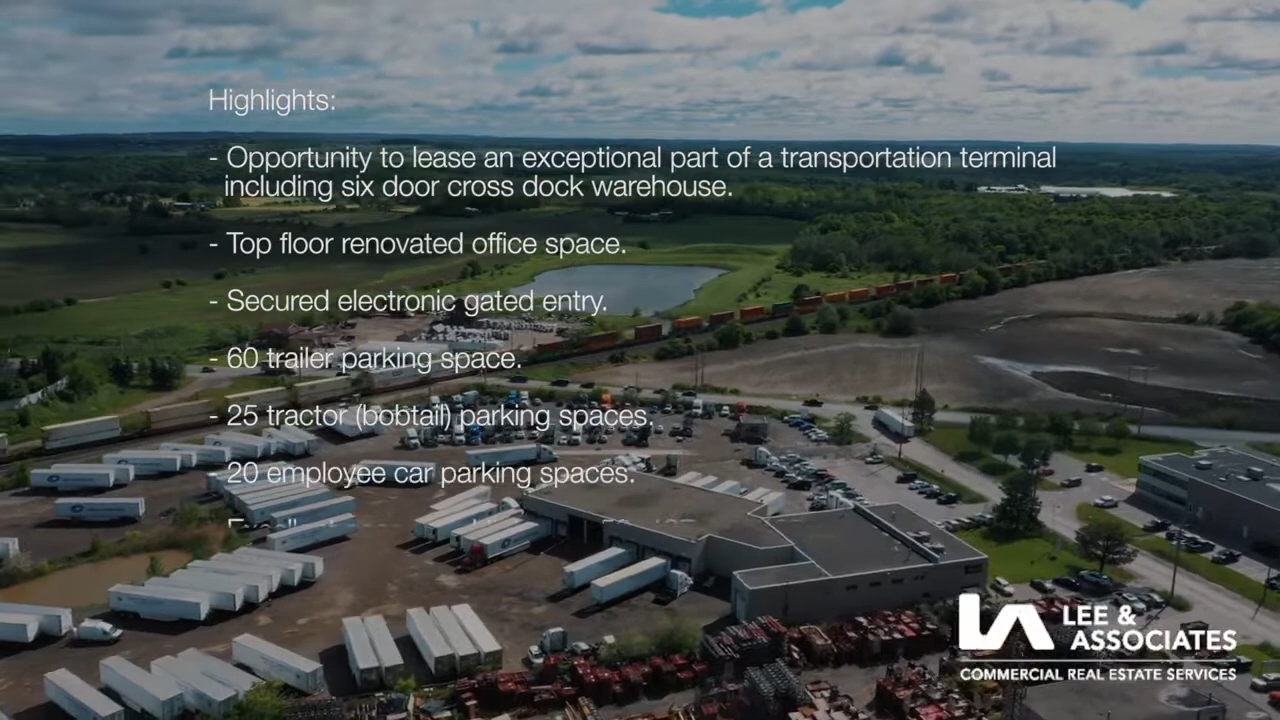 Highlights:
- Opportunity to lease an exceptional part of a transportation terminal
including six door cross dock warehouse.
- Top floor renovated office space.
- Secured electronic gated entry.
- 60 trailer parking space.
- 25 tractor (bobtail) parking spaces.
- 20 employee car parking spaces.
LEE &
ASSOCIATES
COMMERCIAL REAL ESTATE SERVICES